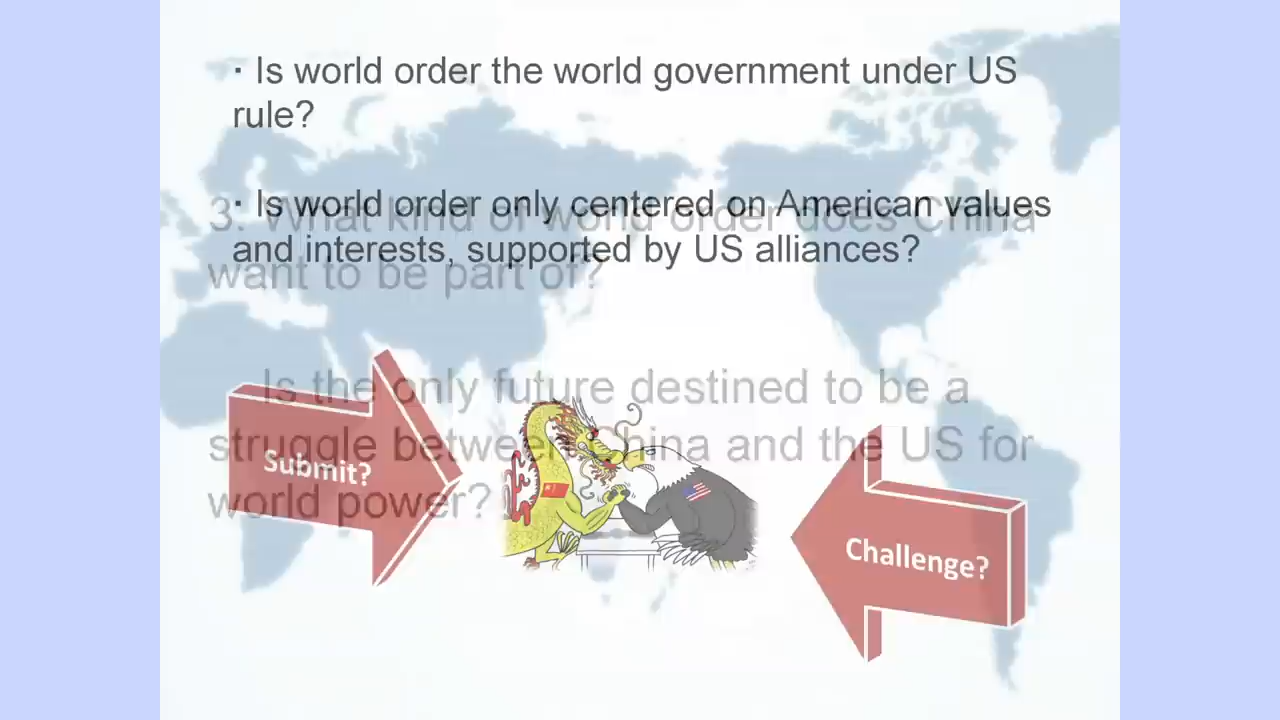 · Is world order the world government under US
rule?
· Is world order only centered on American values
and interests, supported by US alliances?
3. What kind of world order does China
want to be part of?
Is the only future destined to be a
struggle between China and the US for
world power?
Submit?
Challenge?